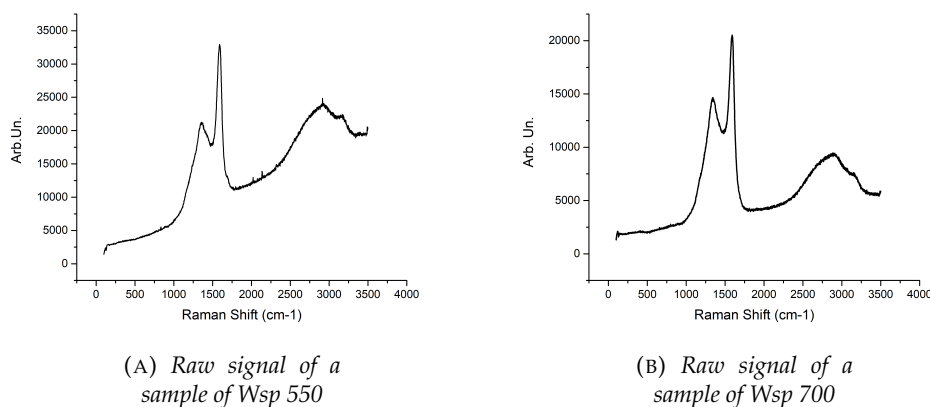 35000
30000
25000
20000
15000
10000
5000
0
Arb.Un.
0 500 1000 1500 2000 2500 3000 3500 4000
Raman Shift (cm-1)
(A) Raw signal of a
sample of Wsp 550
20000
15000
10000
5000
0
Arb. Un.
0 500 1000 1500 2000 2500 3000 3500 4000
Raman Shift (cm-1)
(B) Raw signal of a
sample of Wsp 700